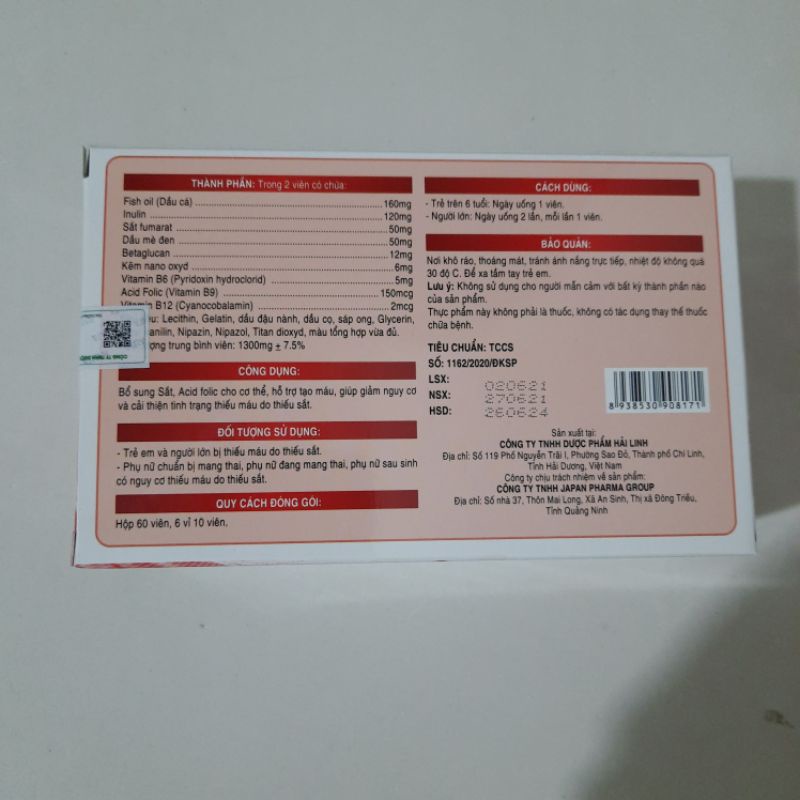 THÀNH PHẦN: Trong 2 viên có chứa:
Fish oil (Dầu cá) 160mg
Inulin 120mg
Sắt fumarat 50mg
Dầu mè đen 50mg
Betaglucan 12mg
Kẽm nano oxyd 6mg
Vitamin B6 (Pyridoxin hydroclorid) 5mg
Acid Folic (Vitamin B9) 150mcg
Vitamin B12 (Cyanocobalamin) 2mcg
Lecithin, Gelatin, dầu đậu nành, dầu cọ, sáp ong, Glycerin,
Nipazin, Nipazol, Titan dioxyd, màu tổng hợp vừa đủ.
trung bình viên: 1300mg ± 7.5%
CÔNG DỤNG:
Bổ sung Sắt, Acid folic cho cơ thể, hỗ trợ tạo máu, giúp giảm nguy cơ
và cải thiện tình trạng thiếu máu do thiếu sắt.
ĐỐI TƯỢNG SỬ DỤNG:
- Trẻ em và người lớn bị thiếu máu do thiếu sắt.
- Phụ nữ chuẩn bị mang thai, phụ nữ đang mang thai, phụ nữ sau sinh
có nguy cơ thiếu máu do thiếu sắt.
QUY CÁCH ĐÓNG GÓI:
Hộp 60 viên, 6 vỉ 10 viên.
CÁCH DÙNG:
- Trẻ trên 6 tuổi: Ngày uống 1 viên.
- Người lớn: Ngày uống 2 lần, mỗi lần 1 viên.
BẢO QUẢN:
Nơi khô ráo, thoáng mát, tránh ánh nắng trực tiếp, nhiệt độ không quá
30 độ C. Để xa tầm tay trẻ em.
Lưu ý: Không sử dụng cho người mẫn cảm với bất kỳ thành phần nào
của sản phẩm.
Thực phẩm này không phải là thuốc, không có tác dụng thay thế thuốc
chữa bệnh.
TIÊU CHUẨN: TCCS
SỐ: 1162/2020/ĐKSP
LSX: 020621
NSX: 270621
HSD: 260624
8 938530 908171
Sản xuất tại:
CÔNG TY TNHH DƯỢC PHẨM HẢI LINH
Địa chỉ: Số 119 Phố Nguyễn Trãi I, Phường Sao Đỏ, Thành phố Chí Linh,
Tỉnh Hải Dương, Việt Nam
Công ty chịu trách nhiệm về sản phẩm:
CÔNG TY TNHH JAPAN PHARMA GROUP
Địa chỉ: Số nhà 37, Thôn Mai Long, Xã An Sinh, Thị xã Đông Triều,
Tỉnh Quảng Ninh